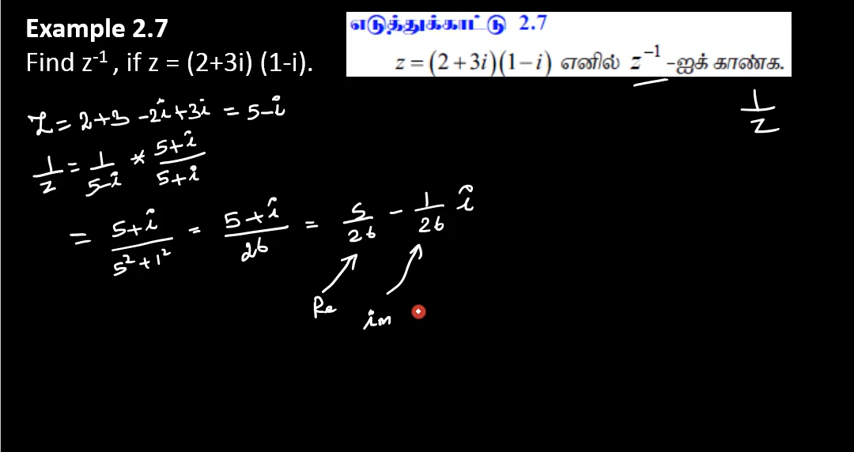 Example 2.7
Find z⁻¹ , if z = (2+3i) (1-i).
எடுத்துக்காட்டு 2.7
z = (2+3i)(1−i) எனில் z⁻¹ -ஐக் காண்க.
1/z
Z = 2+3 -2i+3i = 5-i
1/z = 1/(5-i) * (5+i)/(5+i)
= (5+i)/(5²+1²) = (5+i)/26 = 5/26 - 1/26 i
Re im